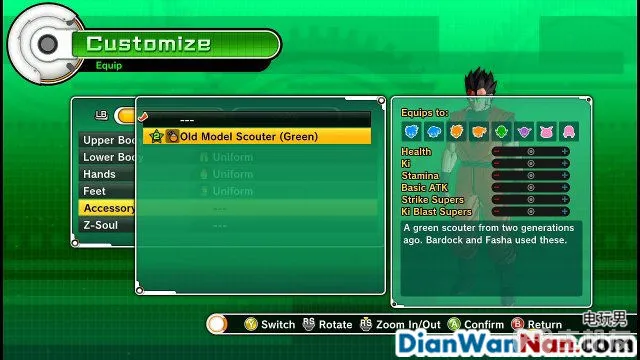 Customize
Equip
LB
Upper Body
Lower Body
Hands
Feet
Accessory
Z-Soul
Uniform
Uniform
Uniform
---
---
---
Old Model Scouter (Green)
Equips to:
Health
Ki
Stamina
Basic ATK
Strike Supers
Ki Blast Supers
A green scouter from two generations
ago. Bardock and Fasha used these.
Y Switch RS Rotate RS Zoom In/Out A Confirm B Return
电玩男
DianWanNan.com